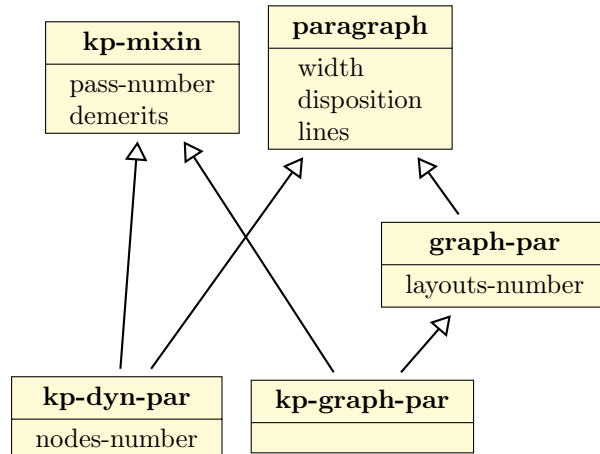 kp-mixin
pass-number
demerits
paragraph
width
disposition
lines
graph-par
layouts-number
kp-dyn-par
nodes-number
kp-graph-par